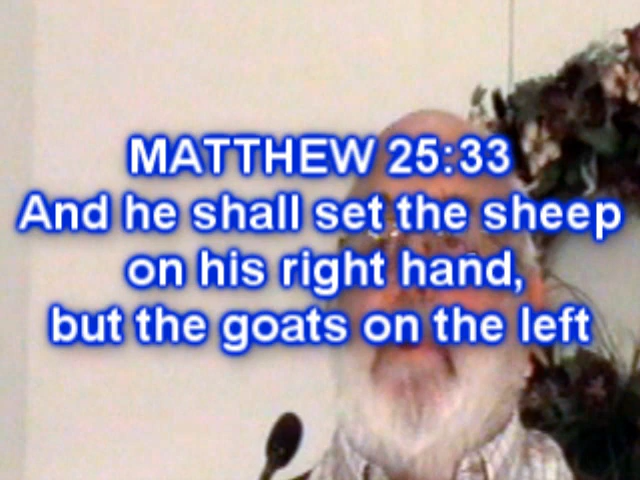 MATTHEW 25:33
And he shall set the sheep
on his right hand,
but the goats on the left